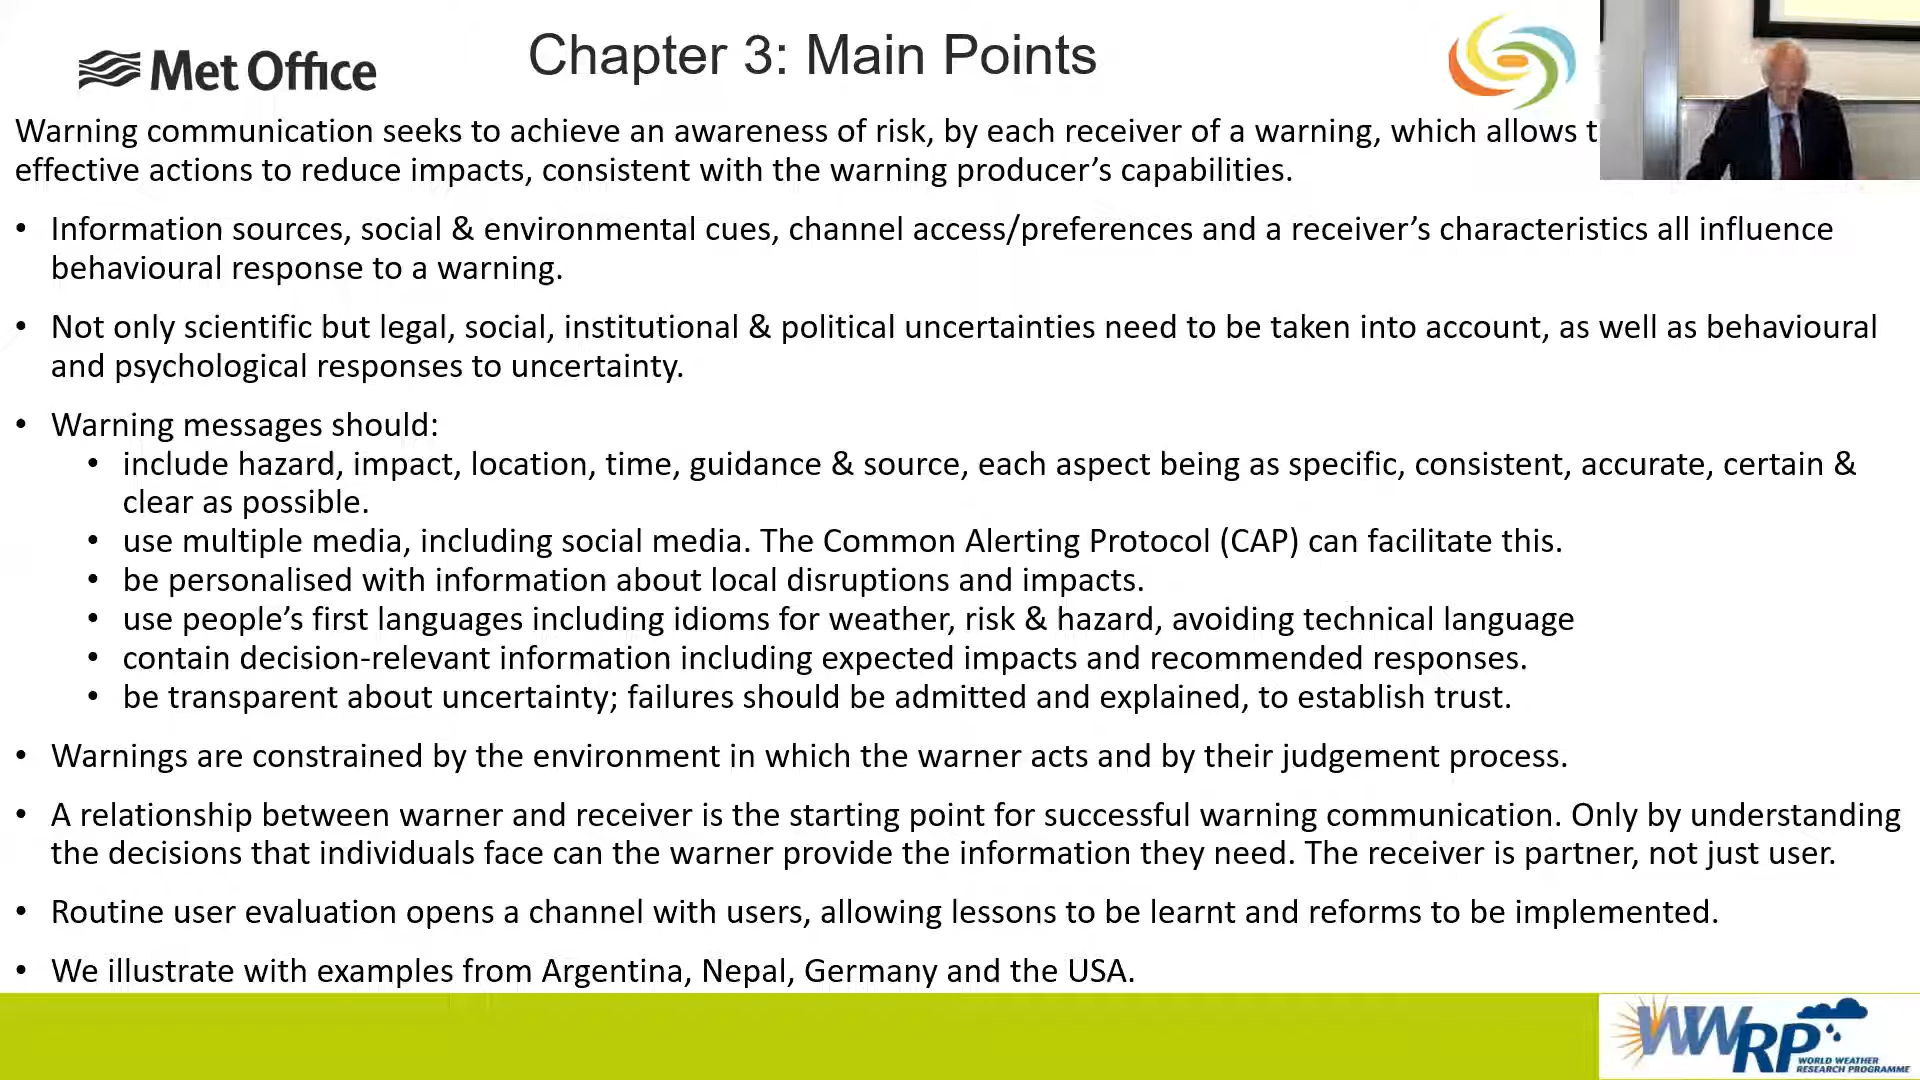 Met Office
Chapter 3: Main Points
Warning communication seeks to achieve an awareness of risk, by each receiver of a warning, which allows
effective actions to reduce impacts, consistent with the warning producer’s capabilities.
• Information sources, social & environmental cues, channel access/preferences and a receiver’s characteristics all influence
behavioural response to a warning.
• Not only scientific but legal, social, institutional & political uncertainties need to be taken into account, as well as behavioural
and psychological responses to uncertainty.
• Warning messages should:
• include hazard, impact, location, time, guidance & source, each aspect being as specific, consistent, accurate, certain &
clear as possible.
• use multiple media, including social media. The Common Alerting Protocol (CAP) can facilitate this.
• be personalised with information about local disruptions and impacts.
• use people’s first languages including idioms for weather, risk & hazard, avoiding technical language
• contain decision-relevant information including expected impacts and recommended responses.
• be transparent about uncertainty; failures should be admitted and explained, to establish trust.
• Warnings are constrained by the environment in which the warner acts and by their judgement process.
• A relationship between warner and receiver is the starting point for successful warning communication. Only by understanding
the decisions that individuals face can the warner provide the information they need. The receiver is partner, not just user.
• Routine user evaluation opens a channel with users, allowing lessons to be learnt and reforms to be implemented.
• We illustrate with examples from Argentina, Nepal, Germany and the USA.
WWRP
WORLD WEATHER
RESEARCH PROGRAMME